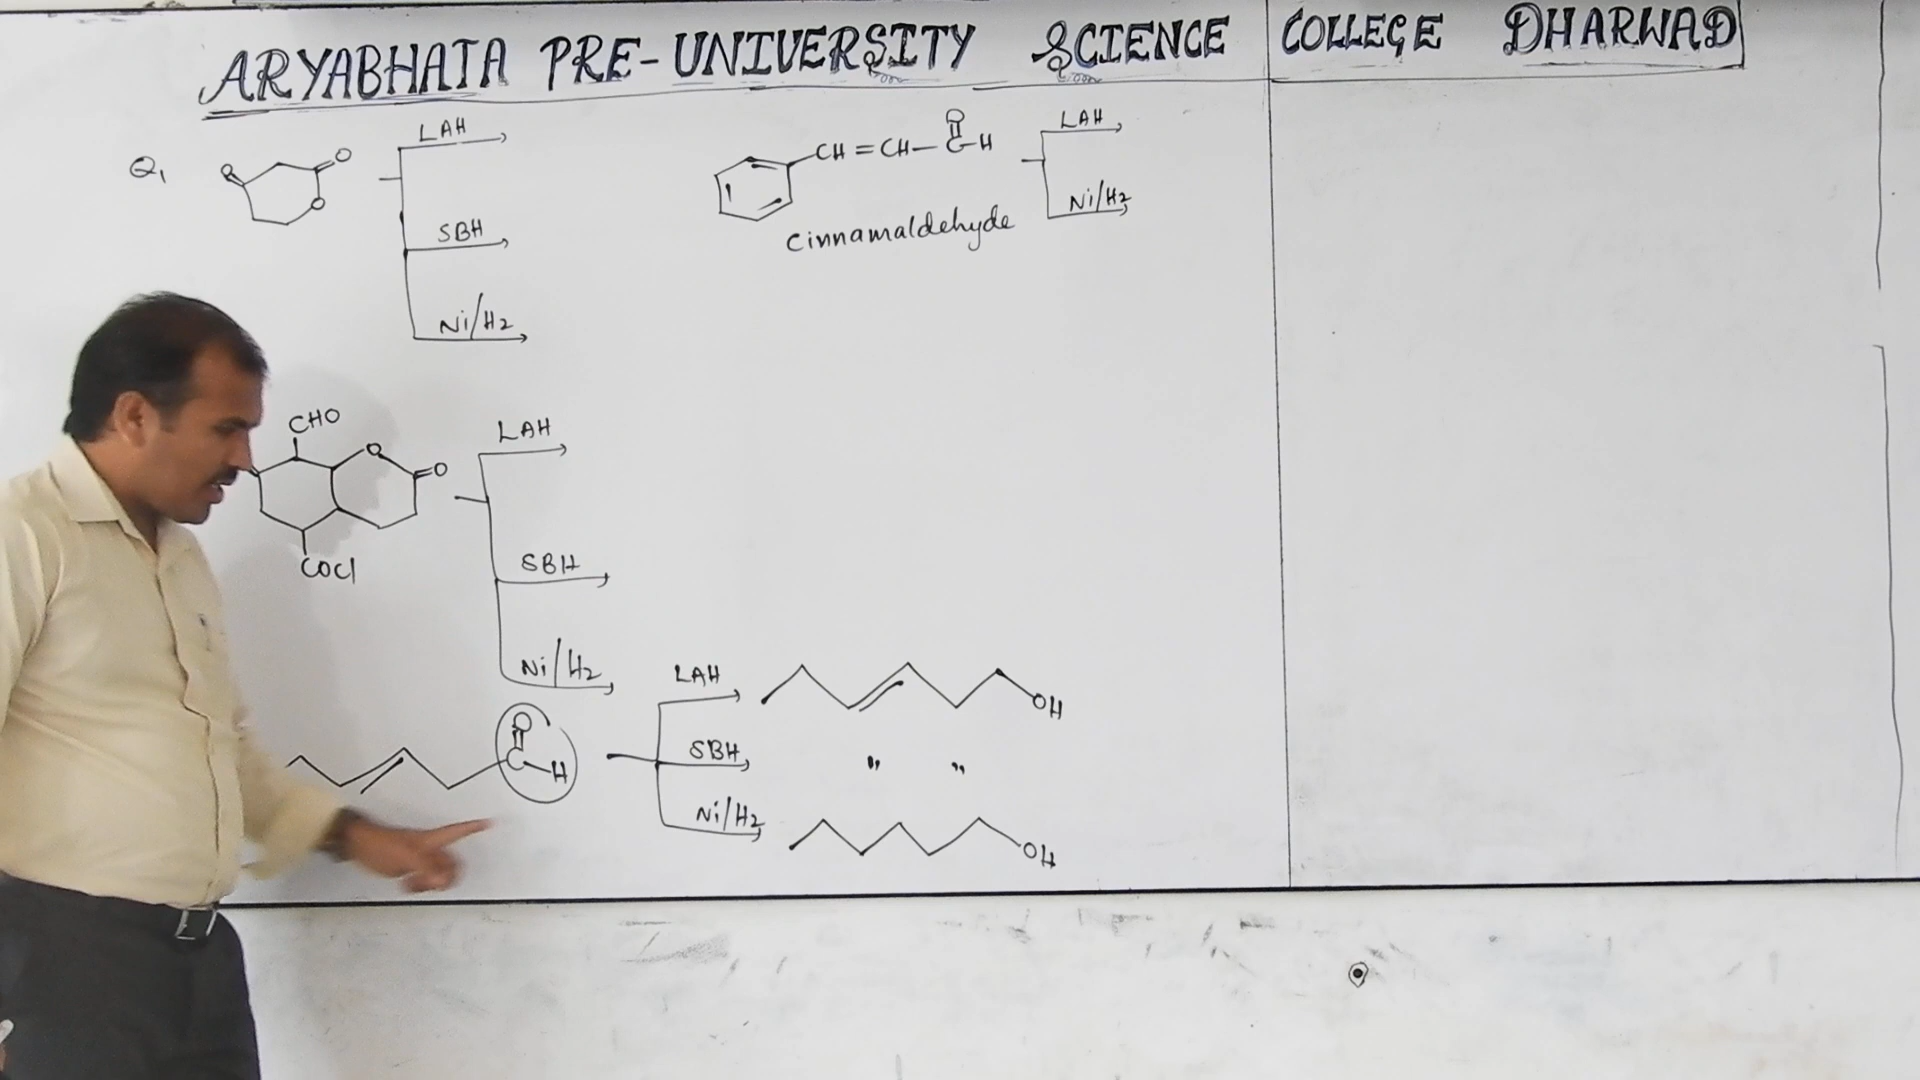 ARYABHATA PRE-UNIVERSITY SCIENCE COLLEGE DHARWAD
Q1
O
O
O
LAH
SBH
Ni/H2
CH=CH-C-H
O
Cinnamaldehyde
LAH
Ni/H2
CHO
O
O
COCl
LAH
SBH
Ni/H2
O
C
H
LAH
OH
SBH
" "
Ni/H2
OH